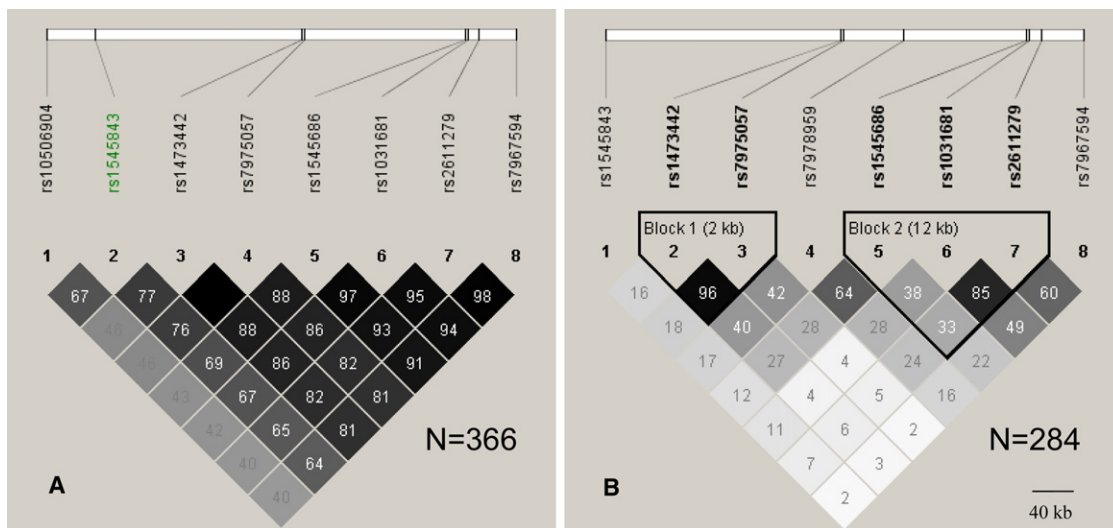 rs10506904 rs1545843 rs1473442 rs7975057 rs1545686 rs1031681 rs2611279 rs7967594
1 2 3 4 5 6 7 8
67 77 88 97 95 98
46 76 88 86 93 94
46 69 86 82 91
43 67 82 81
42 65 81
40 64
40
N=366
A
rs1545843 rs1473442 rs7975057 rs7978959 rs1545686 rs1031681 rs2611279 rs7967594
Block 1 (2 kb) Block 2 (12 kb)
1 2 3 4 5 6 7 8
16 96 42 64 38 85 60
18 40 28 28 33 49
17 27 4 24 22
12 4 5 16
11 6 2
7 3
2
N=284
B
40 kb